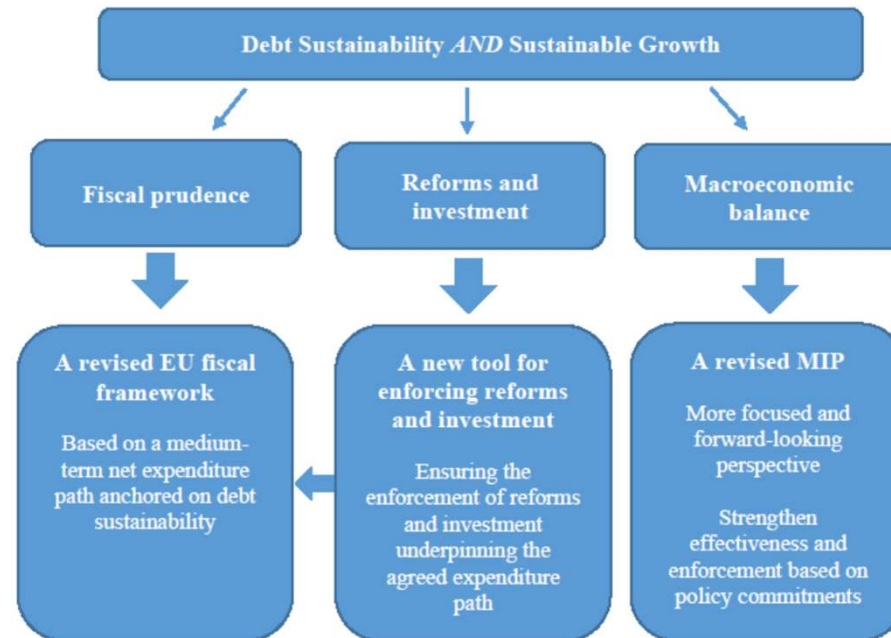 Debt Sustainability AND Sustainable Growth
Fiscal prudence
Reforms and
investment
Macroeconomic
balance
A revised EU fiscal
framework
Based on a medium-
term net expenditure
path anchored on debt
sustainability
A new tool for
enforcing reforms
and investment
Ensuring the
enforcement of reforms
and investment
underpinning the
agreed expenditure
path
A revised MIP
More focused and
forward-looking
perspective
Strengthen
effectiveness and
enforcement based on
policy commitments